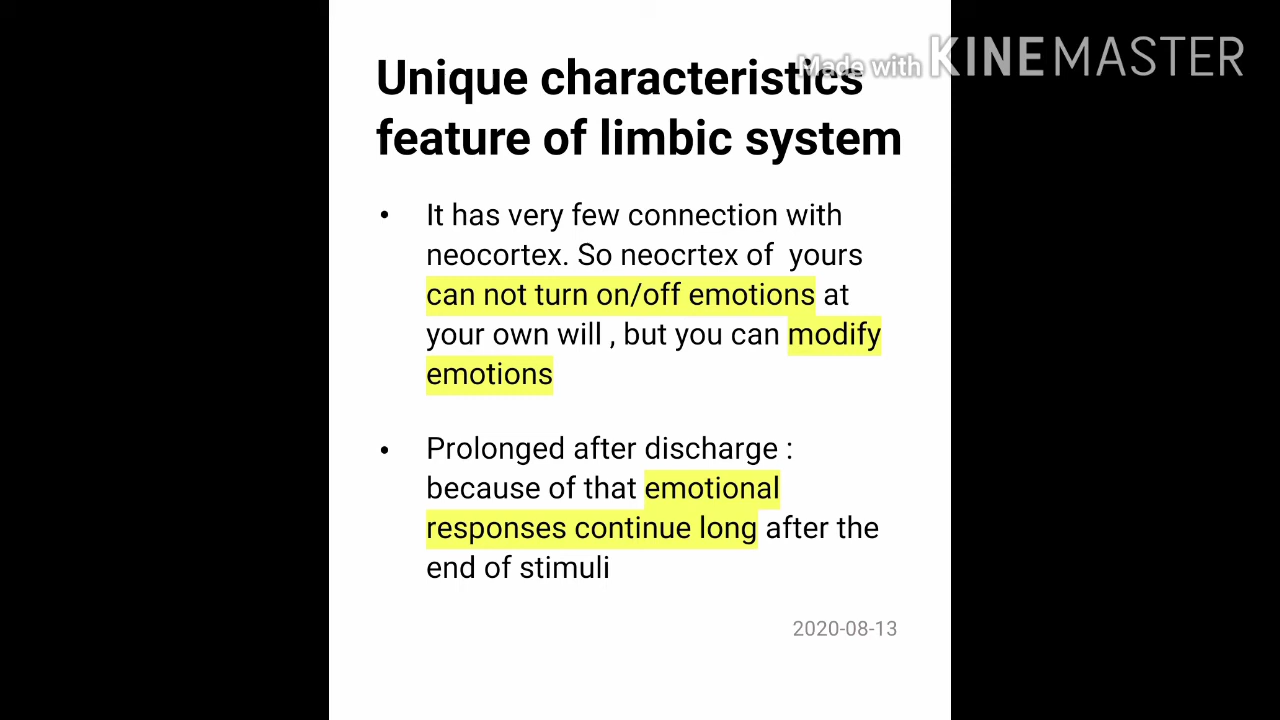 Made with KINEMASTER
Unique characteristics
feature of limbic system
• It has very few connection with
neocortex. So neocrtex of yours
can not turn on/off emotions at
your own will , but you can modify
emotions
• Prolonged after discharge :
because of that emotional
responses continue long after the
end of stimuli
2020-08-13